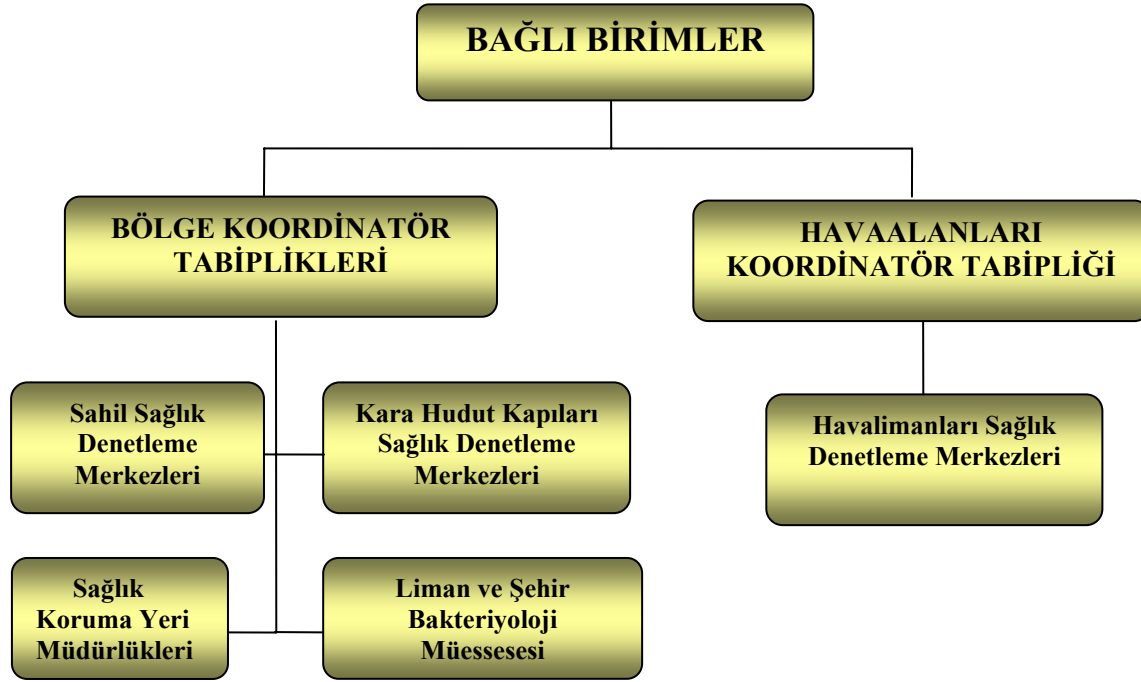 BAĞLI BİRİMLER
BÖLGE KOORDİNATÖR
TABİPLİKLERİ
HAVAALANLARI
KOORDİNATÖR TABİPLİĞİ
Sahil Sağlık
Denetleme
Merkezleri
Kara Hudut Kapıları
Sağlık Denetleme
Merkezleri
Havalimanları Sağlık
Denetleme Merkezleri
Sağlık
Koruma Yeri
Müdürlükleri
Liman ve Şehir
Bakteriyoloji
Müessesesi